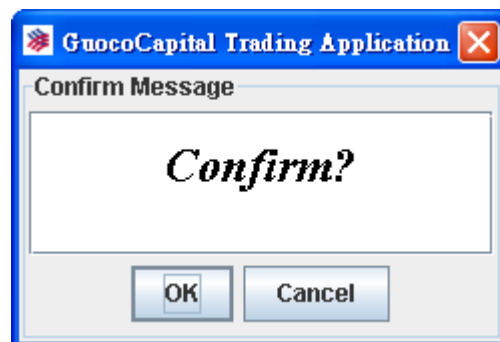 GuocoCapital Trading Application
Confirm Message
Confirm?
OK Cancel